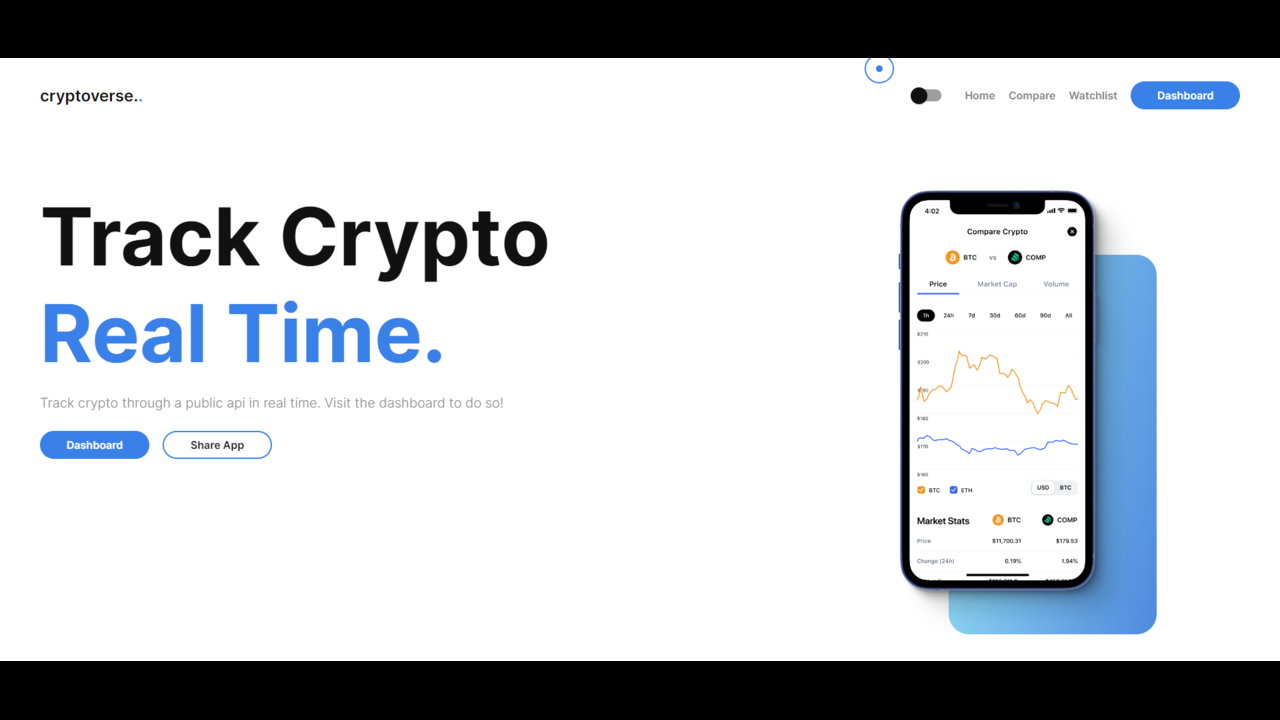 cryptoverse..
Home Compare Watchlist Dashboard
Track Crypto
Real Time.
Track crypto through a public api in real time. Visit the dashboard to do so!
Dashboard Share App
4:02
Compare Crypto
BTC vs COMP
Price Market Cap Volume
1h 24h 7d 30d 60d 90d All
$210
$200
$190
$180
$170
$160
BTC ETH USD BTC
Market Stats BTC COMP
Price $11,700.31 $179.53
Change (24h) 0.19% 1.94%